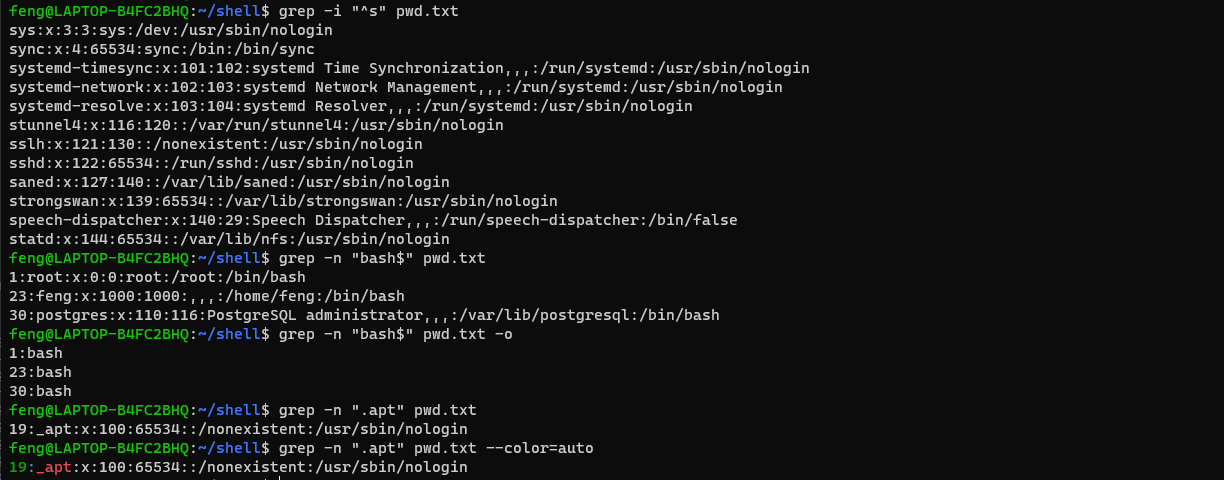 feng@LAPTOP-B4FC2BHQ:~/shell$ grep -i "^s" pwd.txt
sys:x:3:3:sys:/dev:/usr/sbin/nologin
sync:x:4:65534:sync:/bin:/bin/sync
systemd-timesync:x:101:102:systemd Time Synchronization,,,:/run/systemd:/usr/sbin/nologin
systemd-network:x:102:103:systemd Network Management,,,:/run/systemd:/usr/sbin/nologin
systemd-resolve:x:103:104:systemd Resolver,,,:/run/systemd:/usr/sbin/nologin
stunnel4:x:116:120::/var/run/stunnel4:/usr/sbin/nologin
sslh:x:121:130::/nonexistent:/usr/sbin/nologin
sshd:x:122:65534::/run/sshd:/usr/sbin/nologin
saned:x:127:140::/var/lib/saned:/usr/sbin/nologin
strongswan:x:139:65534::/var/lib/strongswan:/usr/sbin/nologin
speech-dispatcher:x:140:29:Speech Dispatcher,,,:/run/speech-dispatcher:/bin/false
statd:x:144:65534::/var/lib/nfs:/usr/sbin/nologin
feng@LAPTOP-B4FC2BHQ:~/shell$ grep -n "bash$" pwd.txt
1:root:x:0:0:root:/root:/bin/bash
23:feng:x:1000:1000:,,,:/home/feng:/bin/bash
30:postgres:x:110:116:PostgreSQL administrator,,,:/var/lib/postgresql:/bin/bash
feng@LAPTOP-B4FC2BHQ:~/shell$ grep -n "bash$" pwd.txt -o
1:bash
23:bash
30:bash
feng@LAPTOP-B4FC2BHQ:~/shell$ grep -n ".apt" pwd.txt
19:_apt:x:100:65534::/nonexistent:/usr/sbin/nologin
feng@LAPTOP-B4FC2BHQ:~/shell$ grep -n ".apt" pwd.txt --color=auto
19:_apt:x:100:65534::/nonexistent:/usr/sbin/nologin